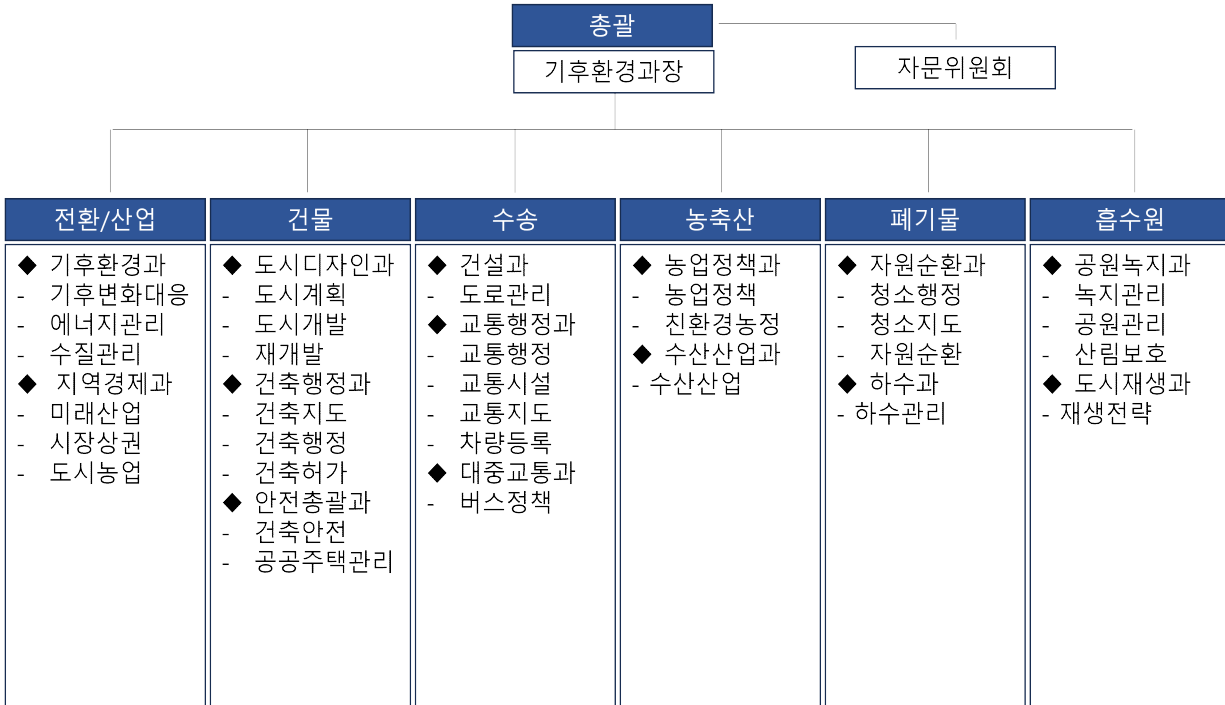 총괄
기후환경과장
자문위원회
전환/산업
◆ 기후환경과
- 기후변화대응
- 에너지관리
- 수질관리
◆ 지역경제과
- 미래산업
- 시장상권
- 도시농업
건물
◆ 도시디자인과
- 도시계획
- 도시개발
- 재개발
◆ 건축행정과
- 건축지도
- 건축행정
- 건축허가
◆ 안전총괄과
- 건축안전
- 공공주택관리
수송
◆ 건설과
- 도로관리
◆ 교통행정과
- 교통행정
- 교통시설
- 교통지도
- 차량등록
◆ 대중교통과
- 버스정책
농축산
◆ 농업정책과
- 농업정책
- 친환경농정
◆ 수산산업과
- 수산산업
폐기물
◆ 자원순환과
- 청소행정
- 청소지도
- 자원순환
◆ 하수과
- 하수관리
흡수원
◆ 공원녹지과
- 녹지관리
- 공원관리
- 산림보호
◆ 도시재생과
- 재생전략